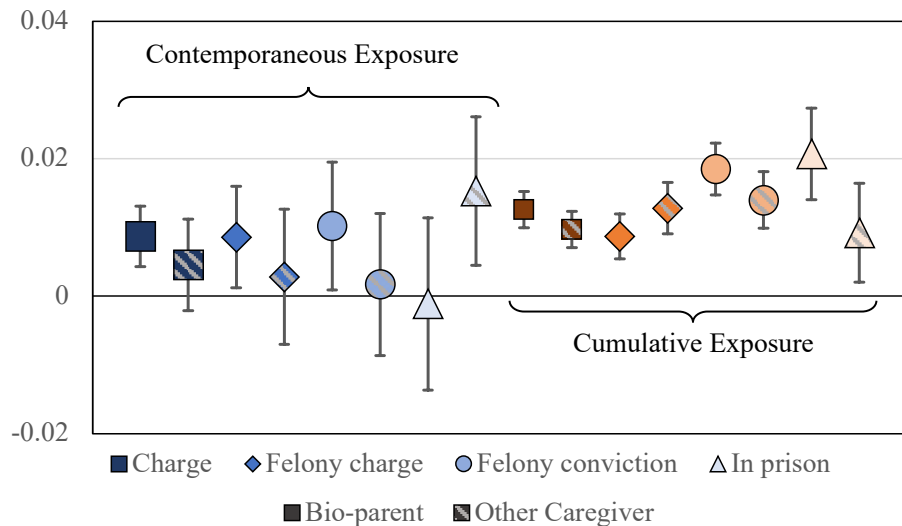 0.04
Contemporaneous Exposure
0.02
0
Cumulative Exposure
-0.02
Charge Felony charge Felony conviction In prison
Bio-parent Other Caregiver